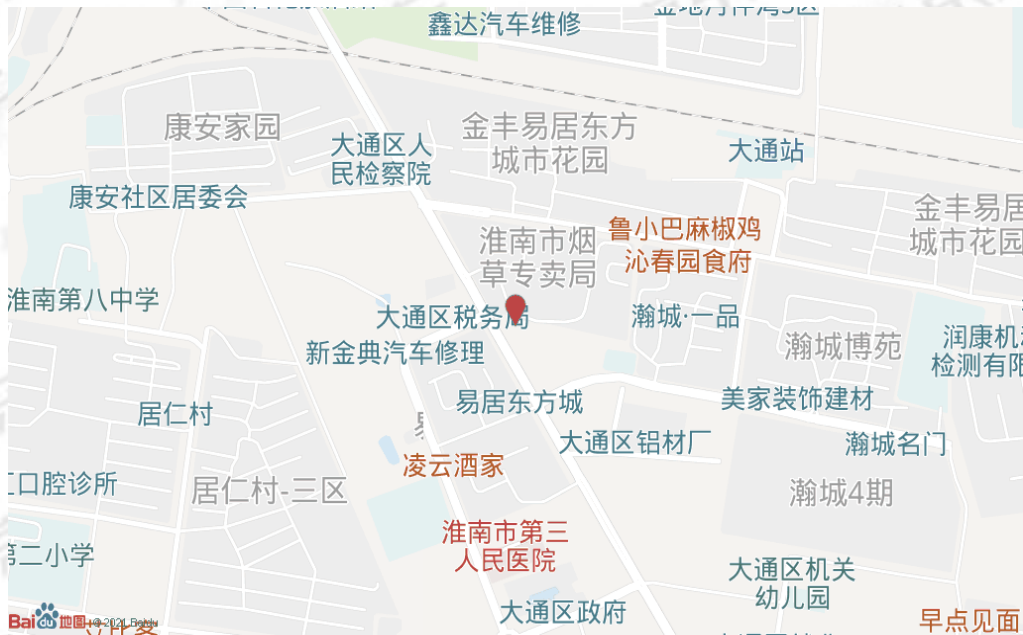 鑫达汽车维修
康安家园
大通区人
民检察院
金丰易居东方
城市花园
大通站
康安社区居委会
金丰易居
城市花园
鲁小巴麻椒鸡
沁春园食府
淮南市烟
草专卖局
淮南第八中学
大通区税务局
瀚城·一品
新金典汽车修理
瀚城博苑
润康机
检测有限
居仁村
易居东方城
美家装饰建材
大通区铝材厂
瀚城名门
凌云酒家
口腔诊所
居仁村-三区
瀚城4期
淮南市第三
人民医院
第二小学
大通区机关
幼儿园
大通区政府
早点见面
Bai du 地图 © 2021 Baidu